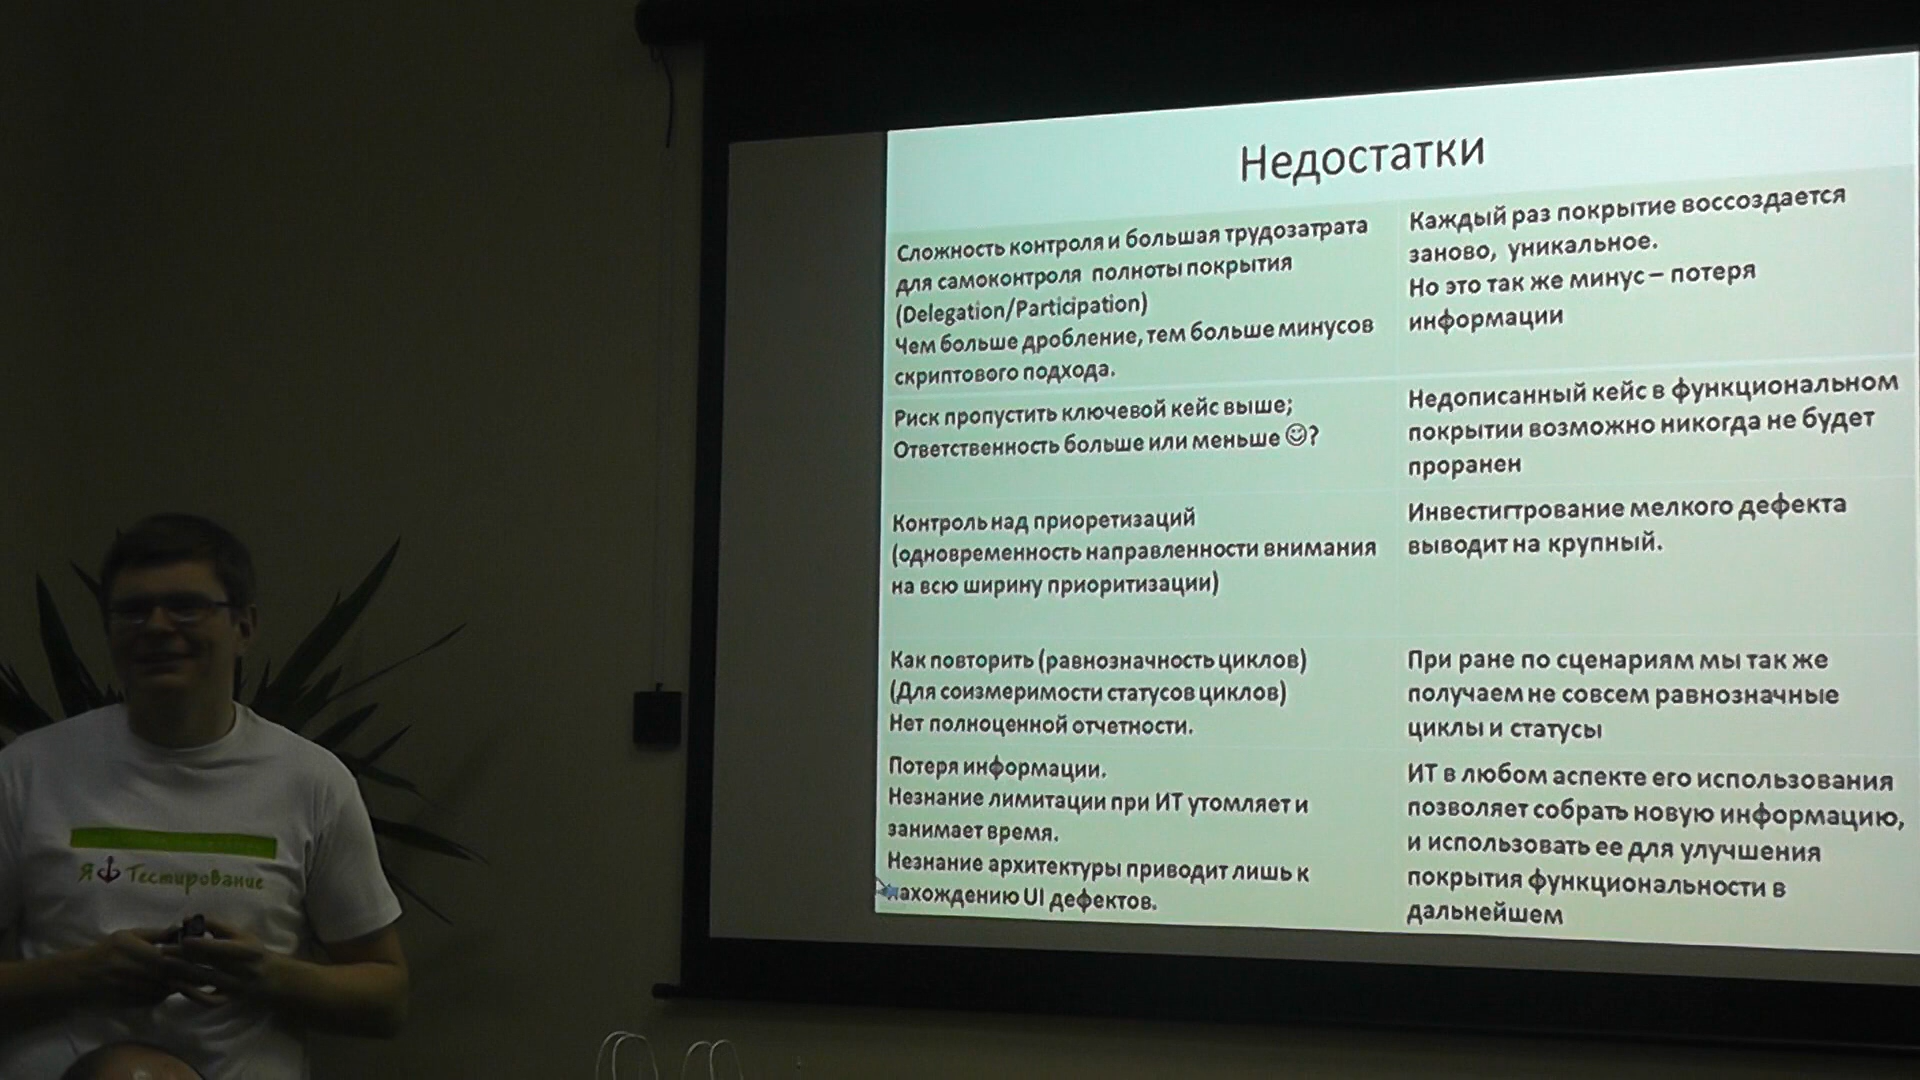 Недостатки
Сложность контроля и большая трудозатрата
для самоконтроля полноты покрытия
(Delegation/Participation)
Чем больше дробление, тем больше минусов
скриптового подхода.
Каждый раз покрытие воссоздается
заново, уникальное.
Но это так же минус – потеря
информации
Риск пропустить ключевой кейс выше;
Ответственность больше или меньше ☺?
Недописанный кейс в функциональном
покрытии возможно никогда не будет
проранен
Контроль над приоретизаций
(одновременность направленности внимания
на всю ширину приоритизации)
Инвестигтрование мелкого дефекта
выводит на крупный.
Как повторить (равнозначность циклов)
(Для соизмеримости статусов циклов)
Нет полноценной отчетности.
При ране по сценариям мы так же
получаем не совсем равнозначные
циклы и статусы
Потеря информации.
Незнание лимитации при ИТ утомляет и
занимает время.
Незнание архитектуры приводит лишь к
нахождению UI дефектов.
ИТ в любом аспекте его использования
позволяет собрать новую информацию,
и использовать ее для улучшения
покрытия функциональности в
дальнейшем
Я ⚓ Тестирование